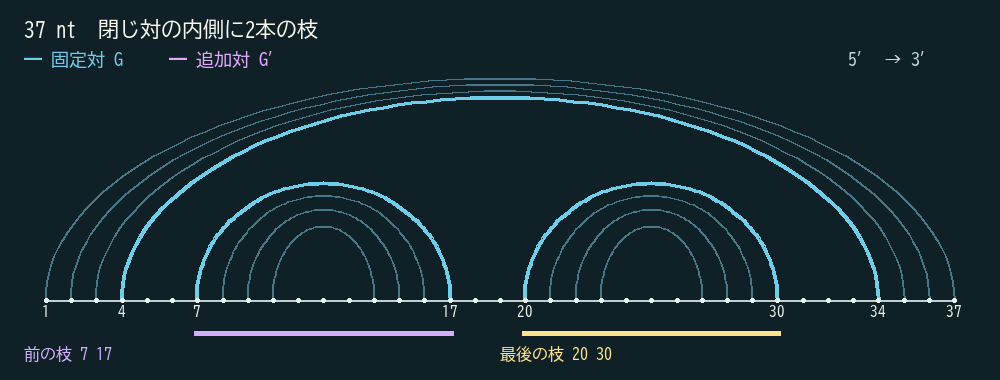 37 nt 閉じ対の内側に2本の枝
固定対 G 追加対 G′ 5′ → 3′
1 4 7 17 20 30 34 37
前の枝 7 17 最後の枝 20 30